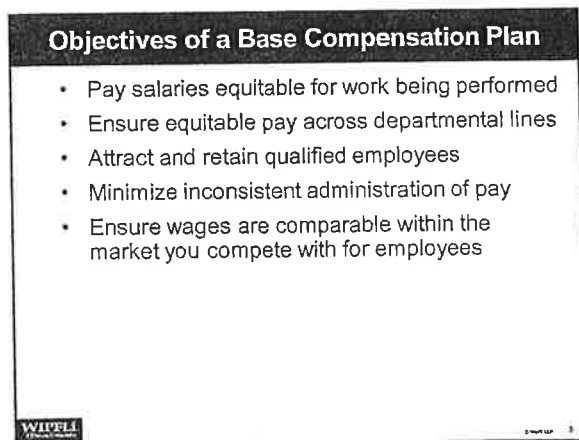 Objectives of a Base Compensation Plan
• Pay salaries equitable for work being performed
• Ensure equitable pay across departmental lines
• Attract and retain qualified employees
• Minimize inconsistent administration of pay
• Ensure wages are comparable within the
market you compete with for employees
WIPFLI